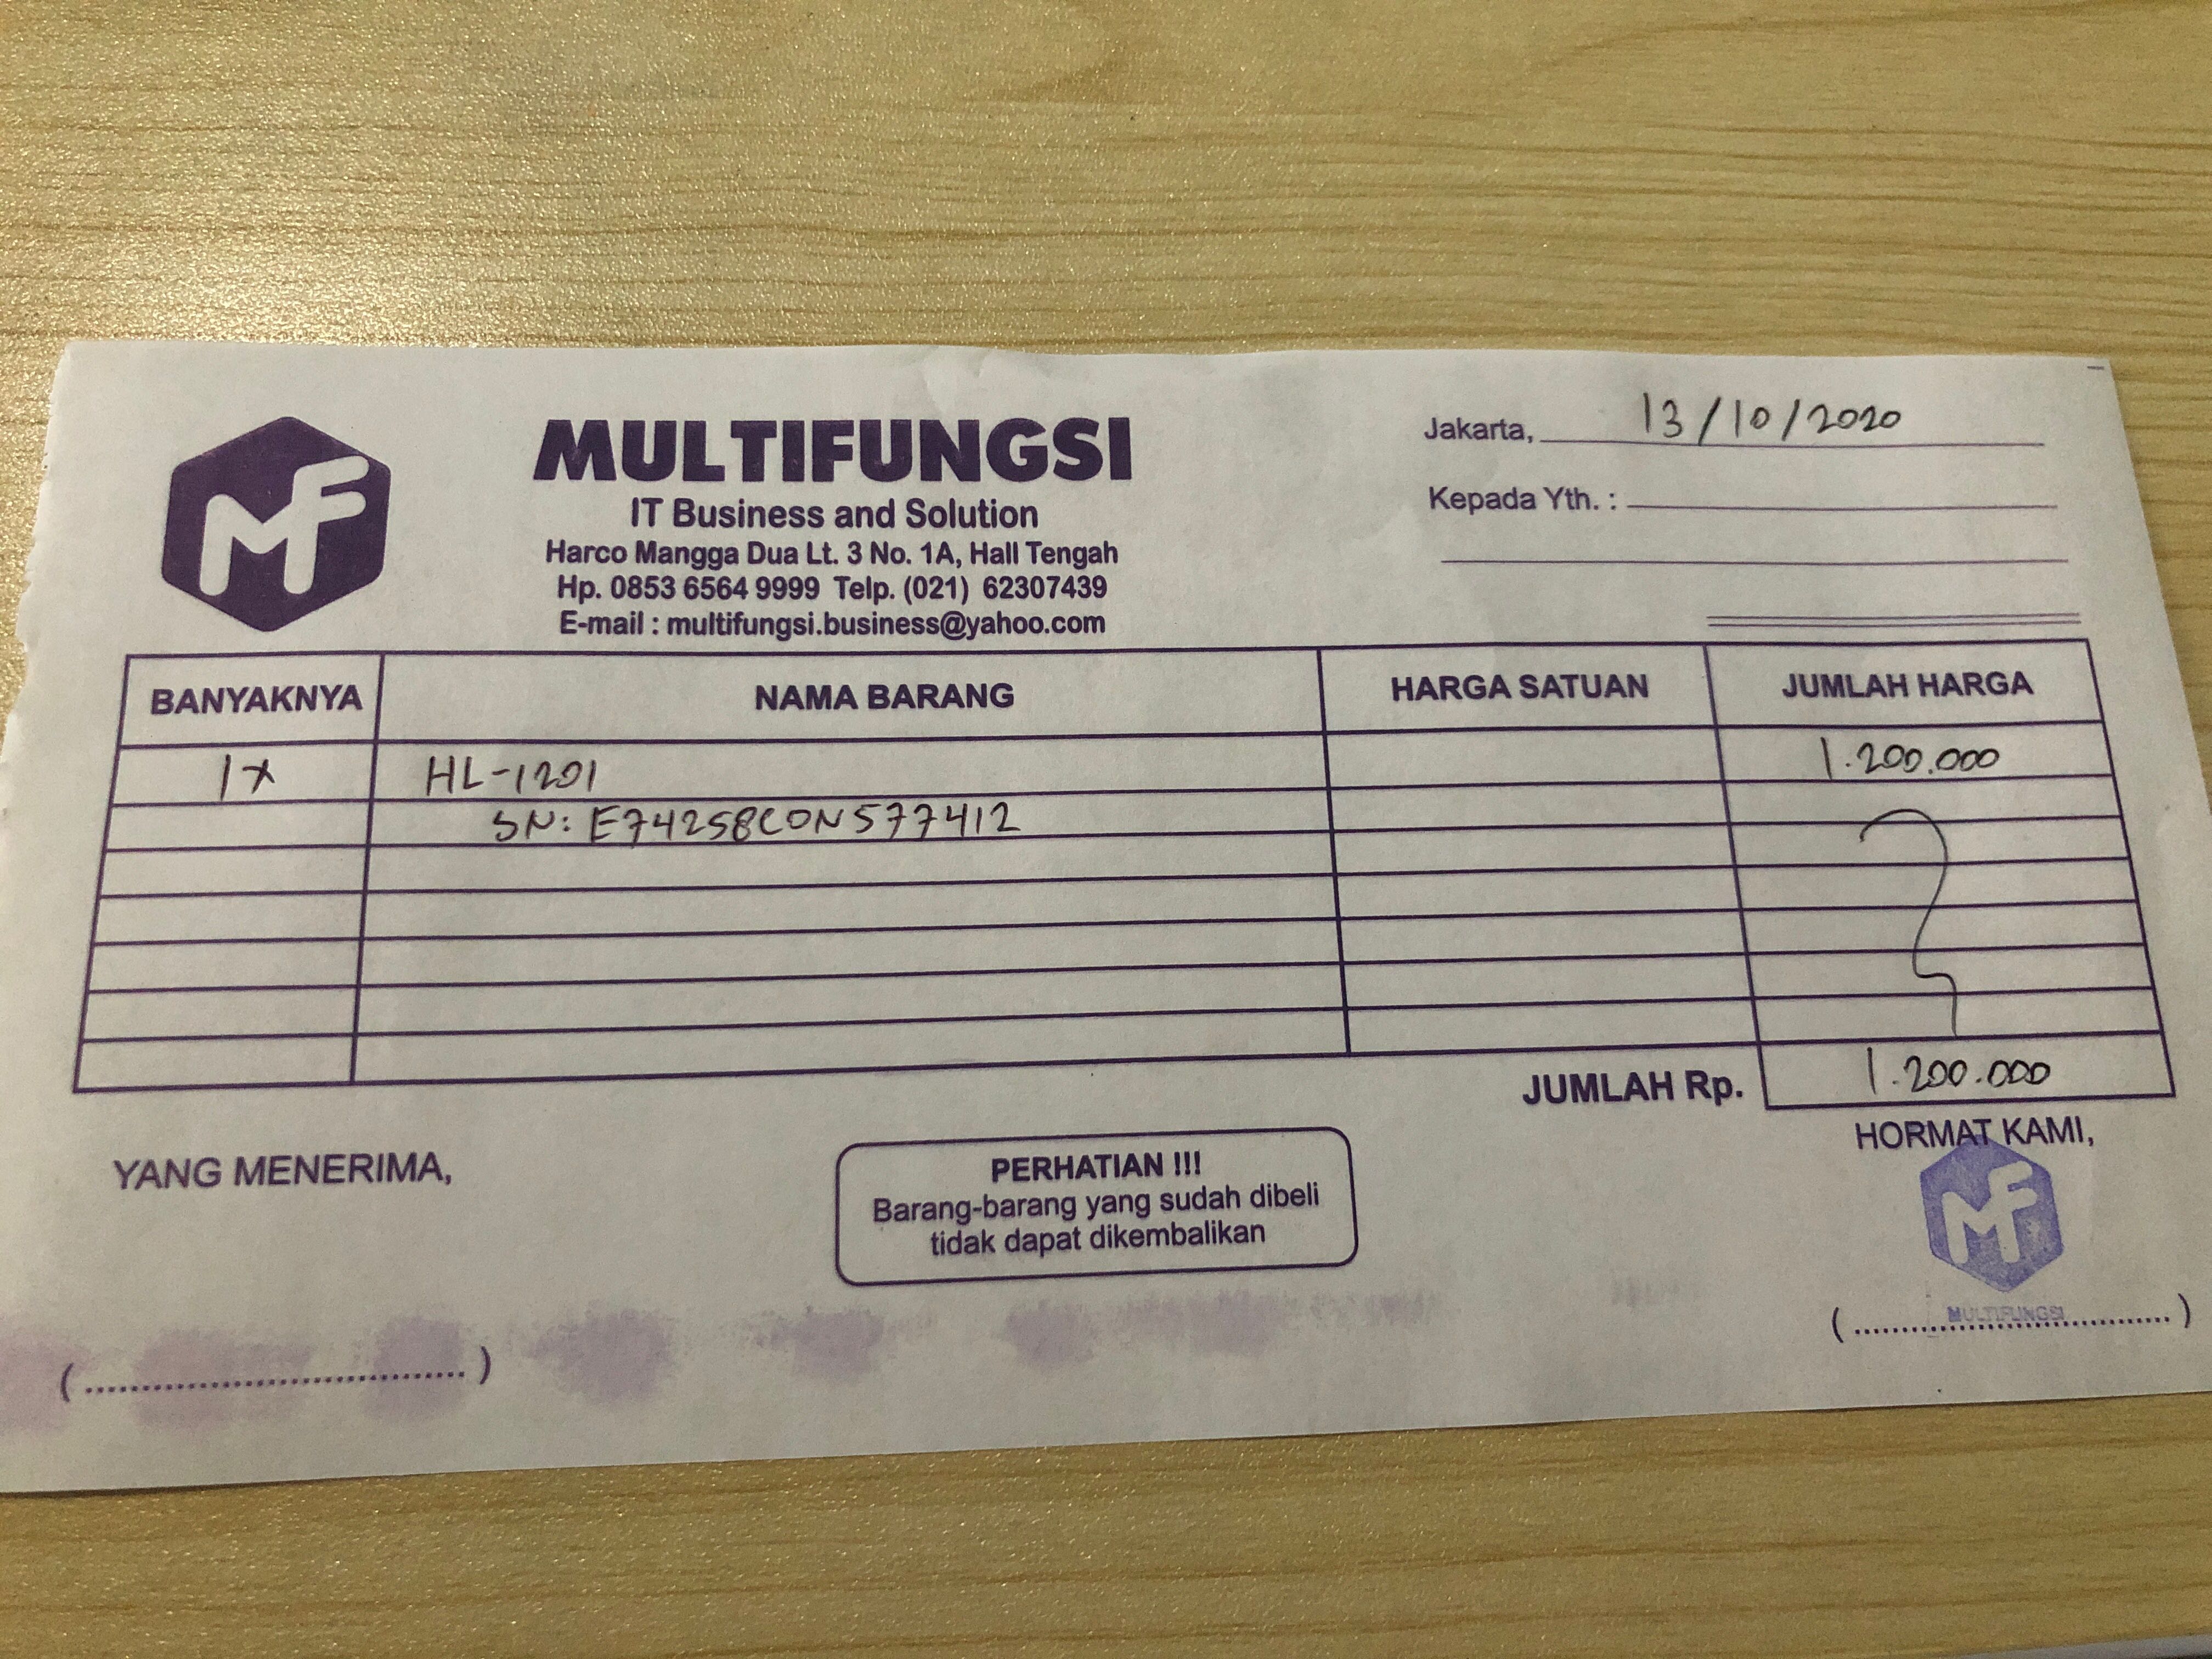 MF
MULTIFUNGSI
IT Business and Solution
Harco Mangga Dua Lt. 3 No. 1A, Hall Tengah
Hp. 0853 6564 9999 Telp. (021) 62307439
E-mail : multifungsi.business@yahoo.com
Jakarta, 13/10/2020
Kepada Yth. :
BANYAKNYA NAMA BARANG HARGA SATUAN JUMLAH HARGA
1x HL-1201 1.200.000
SN: E74258C0N577412
JUMLAH Rp. 1.200.000
YANG MENERIMA,
PERHATIAN !!!
Barang-barang yang sudah dibeli
tidak dapat dikembalikan
HORMAT KAMI,
MF
MULTIFUNGSI
(................................)
(................................)